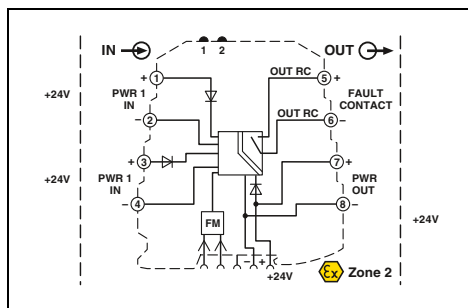 IN
1 2
OUT
1 +
OUT RC
5 +
PWR 1
IN
FAULT
CONTACT
+24V
OUT RC
− 2
6 −
+ 3
7 +
+24V
PWR 1
IN
PWR
OUT
− 4
8 −
FM
+24V
− +
+24V
Ex Zone 2